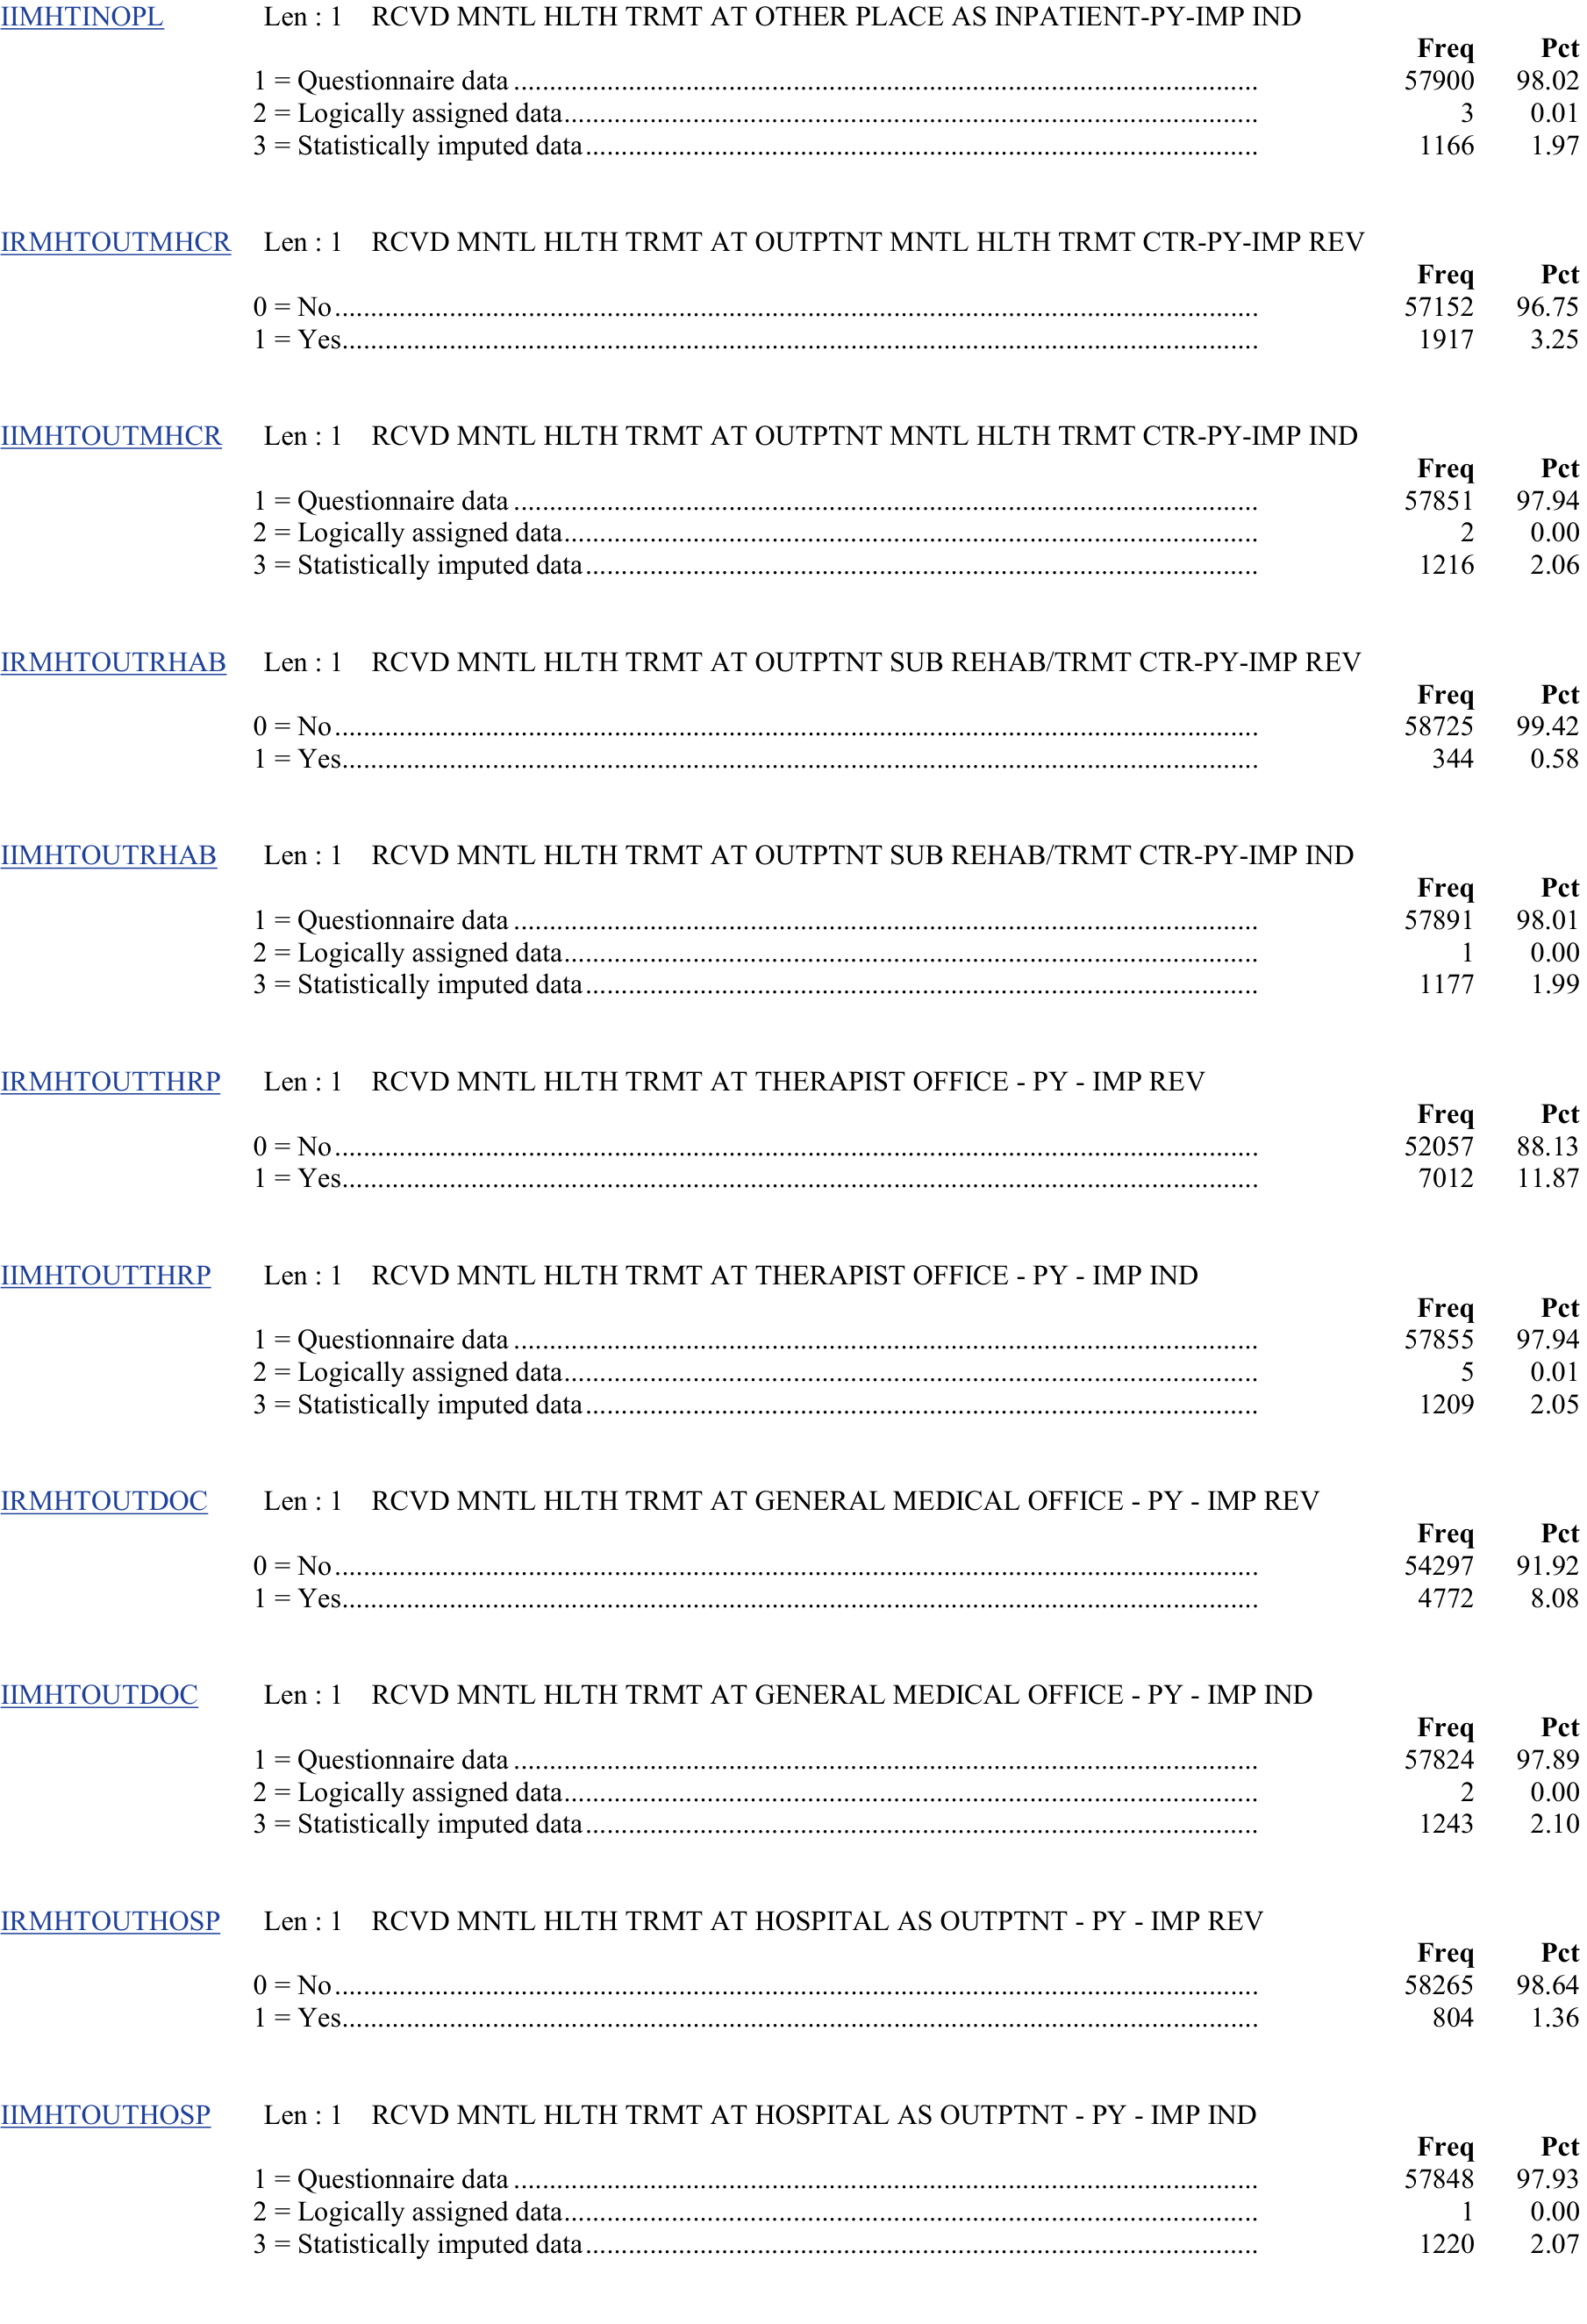 IIMHTINOPL Len : 1 RCVD MNTL HLTH TRMT AT OTHER PLACE AS INPATIENT-PY-IMP IND
Freq Pct
1 = Questionnaire data ........ 57900 98.02
2 = Logically assigned data........ 3 0.01
3 = Statistically imputed data........ 1166 1.97
IRMHTOUTMHCR Len : 1 RCVD MNTL HLTH TRMT AT OUTPTNT MNTL HLTH TRMT CTR-PY-IMP REV
Freq Pct
0 = No........ 57152 96.75
1 = Yes........ 1917 3.25
IIMHTOUTMHCR Len : 1 RCVD MNTL HLTH TRMT AT OUTPTNT MNTL HLTH TRMT CTR-PY-IMP IND
Freq Pct
1 = Questionnaire data ........ 57851 97.94
2 = Logically assigned data........ 2 0.00
3 = Statistically imputed data........ 1216 2.06
IRMHTOUTRHAB Len : 1 RCVD MNTL HLTH TRMT AT OUTPTNT SUB REHAB/TRMT CTR-PY-IMP REV
Freq Pct
0 = No........ 58725 99.42
1 = Yes........ 344 0.58
IIMHTOUTRHAB Len : 1 RCVD MNTL HLTH TRMT AT OUTPTNT SUB REHAB/TRMT CTR-PY-IMP IND
Freq Pct
1 = Questionnaire data ........ 57891 98.01
2 = Logically assigned data........ 1 0.00
3 = Statistically imputed data........ 1177 1.99
IRMHTOUTTHRP Len : 1 RCVD MNTL HLTH TRMT AT THERAPIST OFFICE - PY - IMP REV
Freq Pct
0 = No........ 52057 88.13
1 = Yes........ 7012 11.87
IIMHTOUTTHRP Len : 1 RCVD MNTL HLTH TRMT AT THERAPIST OFFICE - PY - IMP IND
Freq Pct
1 = Questionnaire data ........ 57855 97.94
2 = Logically assigned data........ 5 0.01
3 = Statistically imputed data........ 1209 2.05
IRMHTOUTDOC Len : 1 RCVD MNTL HLTH TRMT AT GENERAL MEDICAL OFFICE - PY - IMP REV
Freq Pct
0 = No........ 54297 91.92
1 = Yes........ 4772 8.08
IIMHTOUTDOC Len : 1 RCVD MNTL HLTH TRMT AT GENERAL MEDICAL OFFICE - PY - IMP IND
Freq Pct
1 = Questionnaire data ........ 57824 97.89
2 = Logically assigned data........ 2 0.00
3 = Statistically imputed data........ 1243 2.10
IRMHTOUTHOSP Len : 1 RCVD MNTL HLTH TRMT AT HOSPITAL AS OUTPTNT - PY - IMP REV
Freq Pct
0 = No........ 58265 98.64
1 = Yes........ 804 1.36
IIMHTOUTHOSP Len : 1 RCVD MNTL HLTH TRMT AT HOSPITAL AS OUTPTNT - PY - IMP IND
Freq Pct
1 = Questionnaire data ........ 57848 97.93
2 = Logically assigned data........ 1 0.00
3 = Statistically imputed data........ 1220 2.07